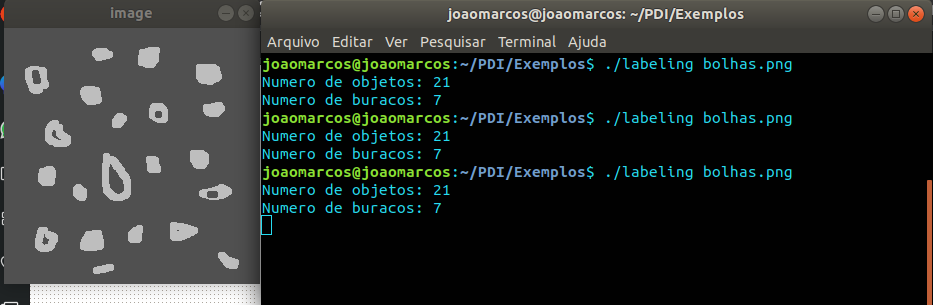 image
joaomarcos@joaomarcos: ~/PDI/Exemplos
Arquivo Editar Ver Pesquisar Terminal Ajuda
joaomarcos@joaomarcos:~/PDI/Exemplos$ ./labeling bolhas.png
Numero de objetos: 21
Numero de buracos: 7
joaomarcos@joaomarcos:~/PDI/Exemplos$ ./labeling bolhas.png
Numero de objetos: 21
Numero de buracos: 7
joaomarcos@joaomarcos:~/PDI/Exemplos$ ./labeling bolhas.png
Numero de objetos: 21
Numero de buracos: 7